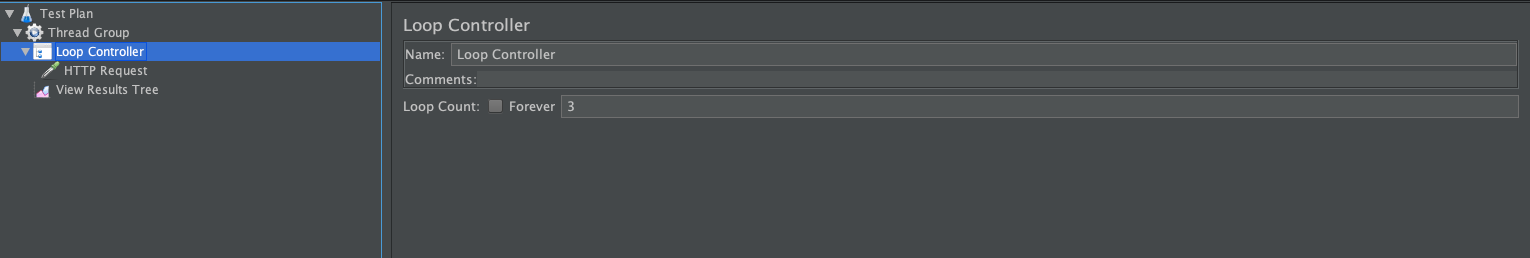 Test Plan
Thread Group
Loop Controller
HTTP Request
View Results Tree
Loop Controller
Name: Loop Controller
Comments:
Loop Count: Forever 3